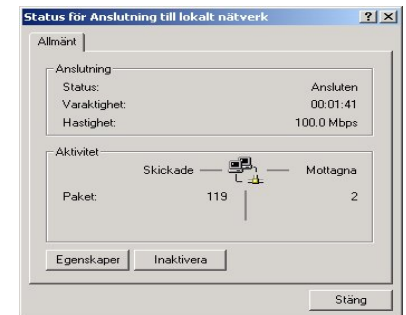 Status för Anslutning till lokalt nätverk
Allmänt
Anslutning
Status: Ansluten
Varaktighet: 00:01:41
Hastighet: 100.0 Mbps
Aktivitet
Skickade Mottagna
Paket: 119 2
Egenskaper Inaktivera
Stäng